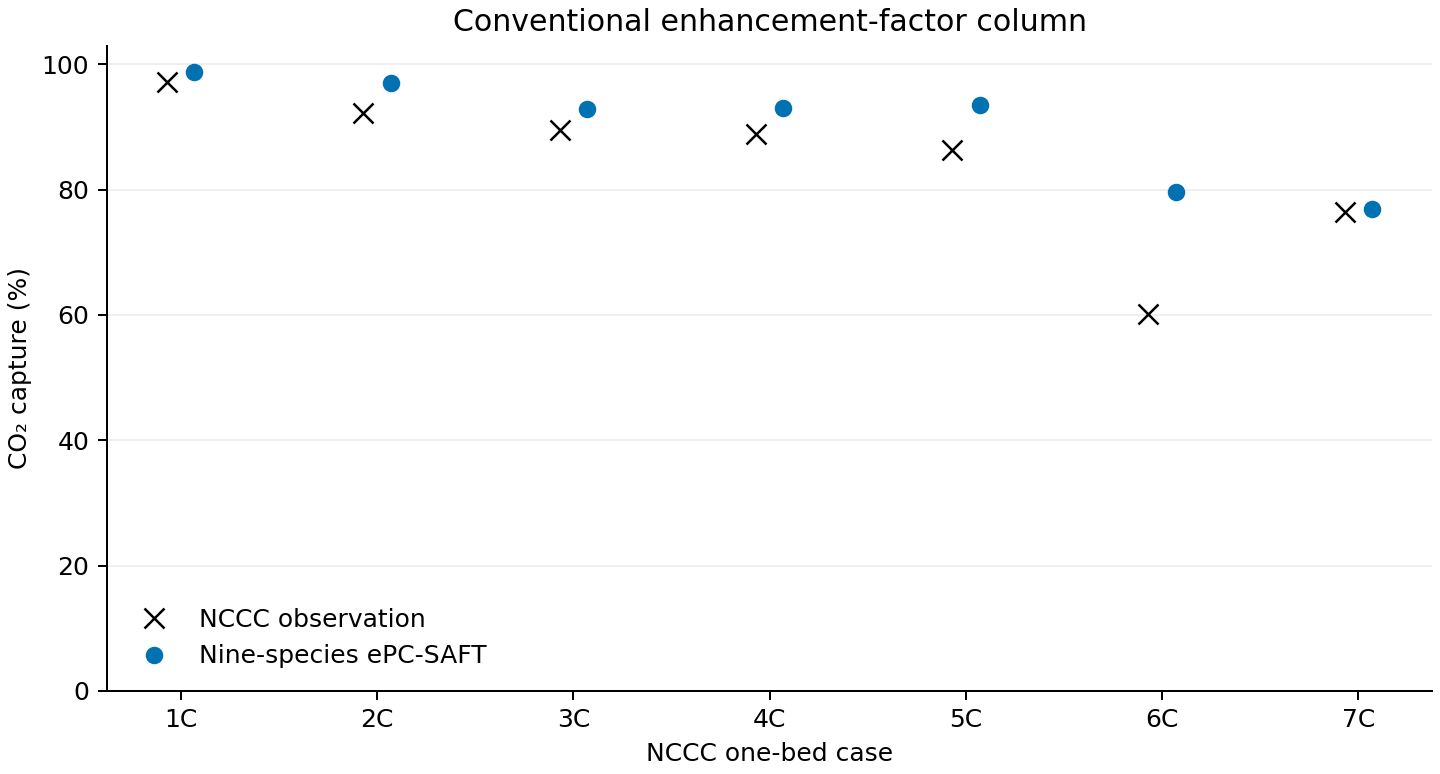 Conventional enhancement-factor column
100
80
60
40
20
0
CO₂ capture (%)
NCCC observation
Nine-species ePC-SAFT
1C 2C 3C 4C 5C 6C 7C
NCCC one-bed case